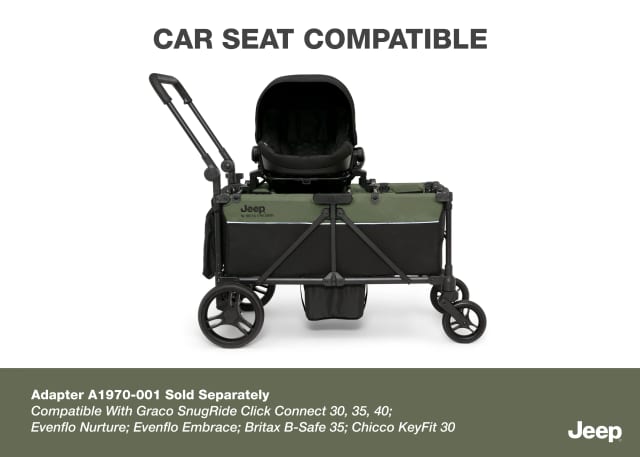 CAR SEAT COMPATIBLE
Jeep
Adapter A1970-001 Sold Separately
Compatible With Graco SnugRide Click Connect 30, 35, 40;
Evenflo Nurture; Evenflo Embrace; Britax B-Safe 35; Chicco KeyFit 30
Jeep